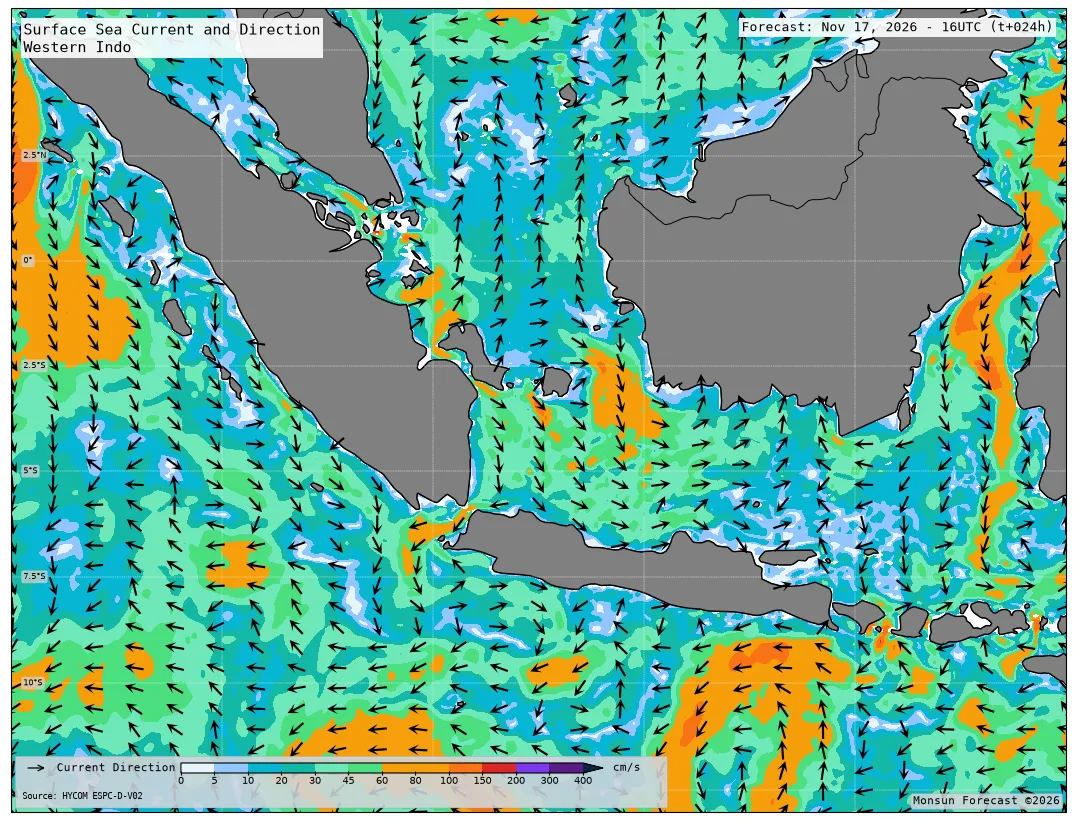 Surface Sea Current and Direction
Western Indo
Forecast: Nov 17, 2026 - 16UTC (t+024h)
2.5°N
0°
2.5°S
5°S
7.5°S
10°S
Current Direction
0 5 10 20 30 45 60 80 100 150 200 300 400 cm/s
Source: HYCOM ESPC-D-V02
Monsun Forecast ©2026